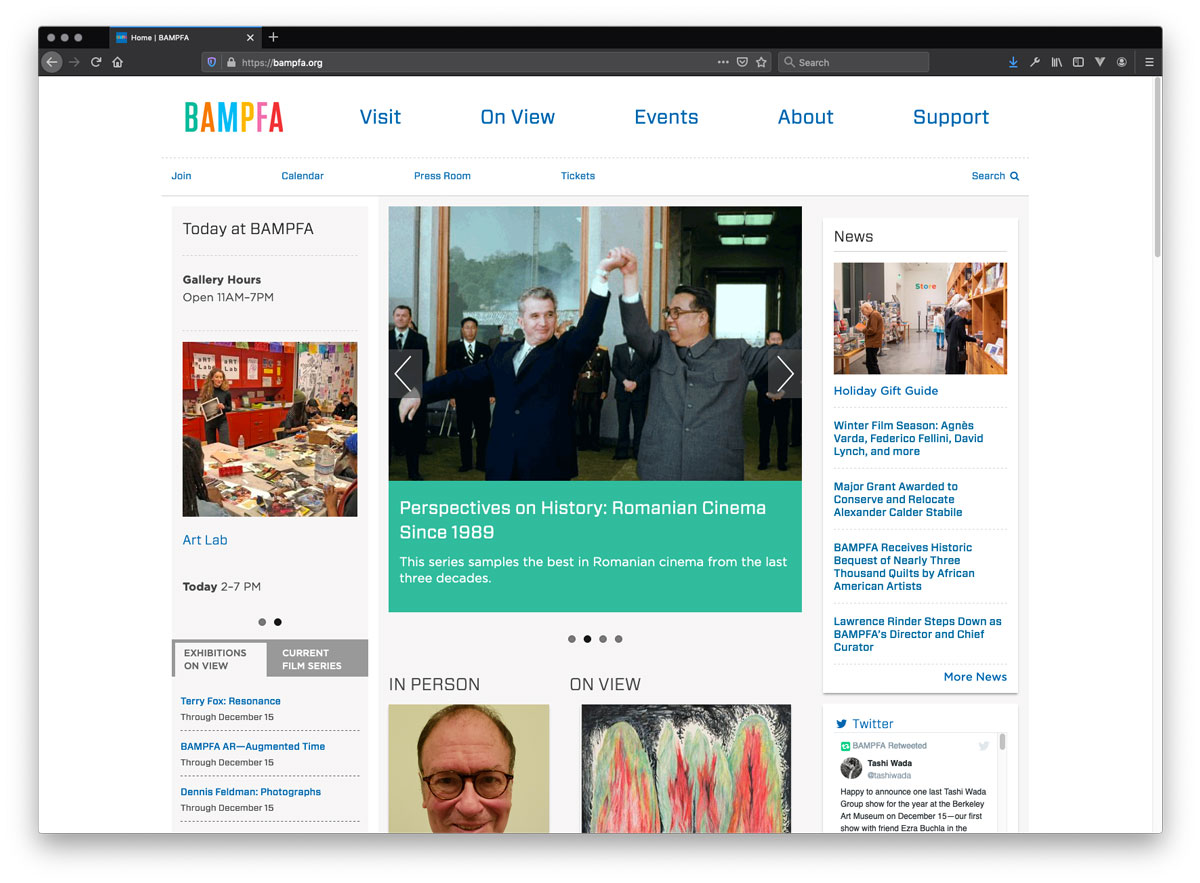 Home | BAMPFA
https://bampfa.org
Search
BAMPFA
Visit
On View
Events
About
Support
Join
Calendar
Press Room
Tickets
Search
Today at BAMPFA
Gallery Hours
Open 11AM–7PM
aRT
Lab
aRT
Lab
Art Lab
Today 2–7 PM
EXHIBITIONS
ON VIEW
CURRENT
FILM SERIES
Terry Fox: Resonance
Through December 15
BAMPFA AR—Augmented Time
Through December 15
Dennis Feldman: Photographs
Through December 15
Perspectives on History: Romanian Cinema
Since 1989
This series samples the best in Romanian cinema from the last
three decades.
IN PERSON
ON VIEW
News
Store
Holiday Gift Guide
Winter Film Season: Agnès
Varda, Federico Fellini, David
Lynch, and more
Major Grant Awarded to
Conserve and Relocate
Alexander Calder Stabile
BAMPFA Receives Historic
Bequest of Nearly Three
Thousand Quilts by African
American Artists
Lawrence Rinder Steps Down as
BAMPFA's Director and Chief
Curator
More News
Twitter
BAMPFA Retweeted
Tashi Wada
@tashiwada
Happy to announce one last Tashi Wada
Group show for the year at the Berkeley
Art Museum on December 15—our first
show with friend Ezra Buchla in the